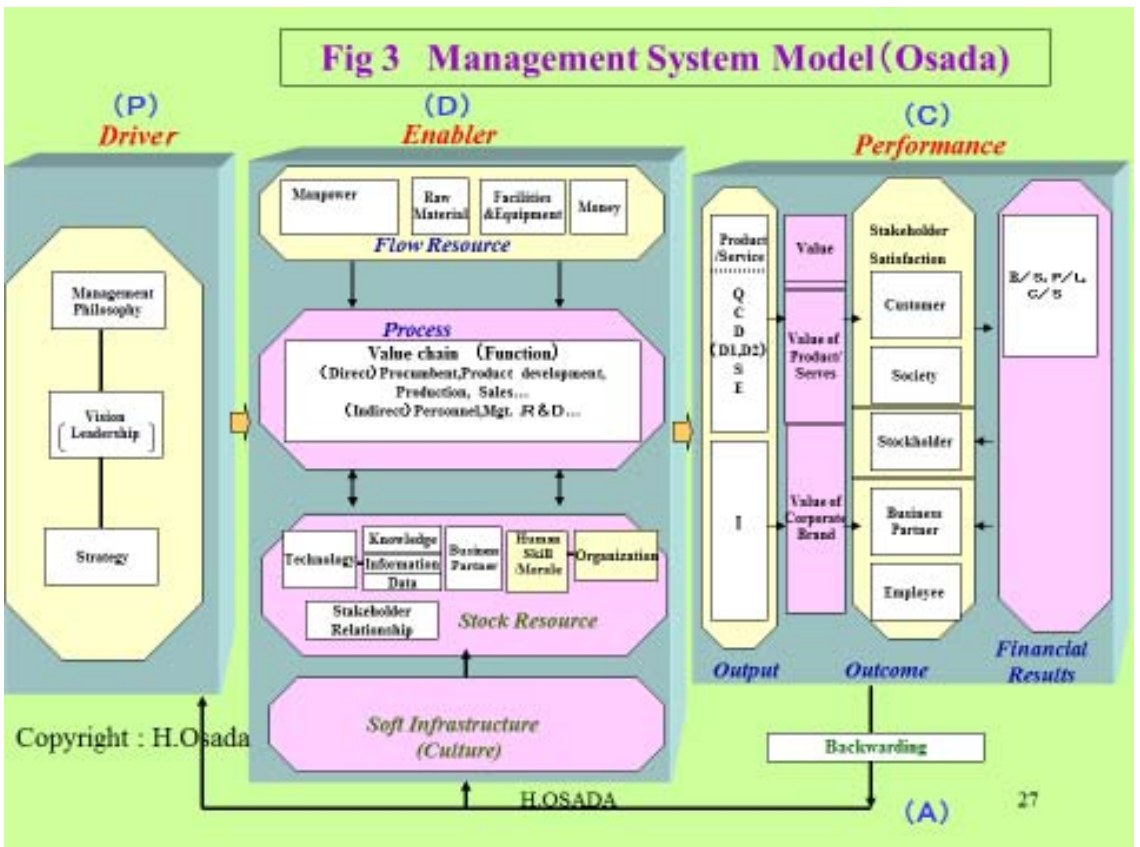 Fig 3 Management System Model(Osada)
(P)
Driver
Management
Philosophy
Vision
[Leadership]
Strategy
(D)
Enabler
Manpower
Raw
Material
Facilities
&Equipment
Money
Flow Resource
Process
Value chain (Function)
(Direct)Procumbent,Product development,
Production, Sales...
(Indirect)Personnel,Mgt. ,R&D...
Technology
Knowledge
Information
Data
Business
Partner
Human
Skill
/Morale
Organization
Stakeholder
Relationship
Stock Resource
Soft Infrastructure
(Culture)
(C)
Performance
Product
/Service
Q
C
D
(D1,D2)
S
E
I
Output
Value
Value of
Product/
Serves
Value of
Corporate
Brand
Stakeholder
Satisfaction
Customer
Society
Stockholder
Business
Partner
Employee
Outcome
B/S, P/L,
C/S
Financial
Results
Backwarding
(A)
Copyright : H.Osada
H.OSADA
27